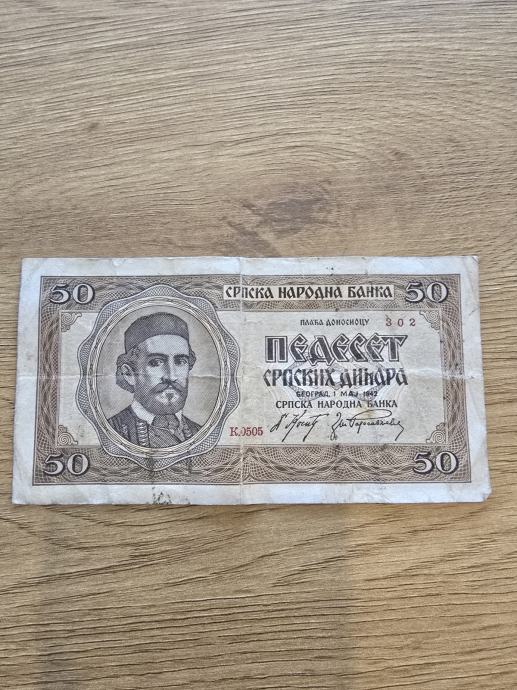 50 СРПСКА НАРОДНА БАНКА 50
ПЛАЋА ДОНОСИОЦУ 302
ПЕДЕСЕТ
СРПСКИХ ДИНАРА
БЕОГРАД, 1 МАЈ 1942
СРПСКА НАРОДНА БАНКА
К.0505
50 50